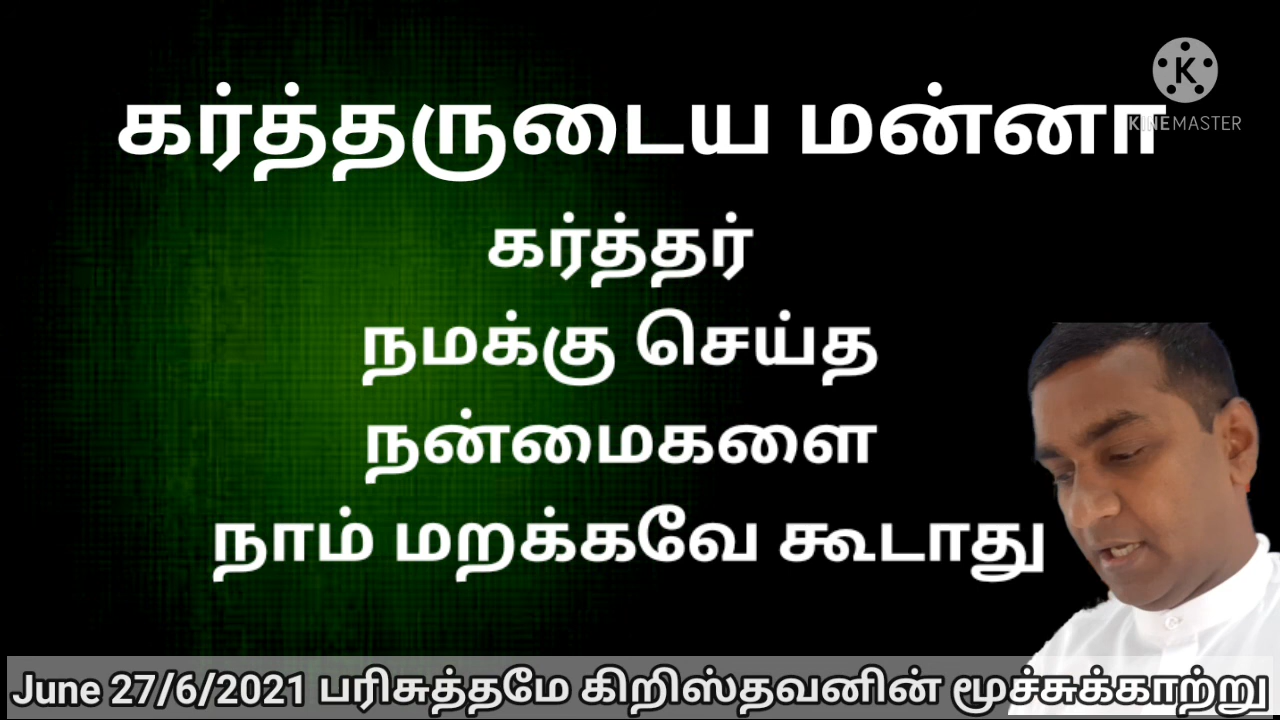 கர்த்தருடைய மன்னா
KINEMASTER
கர்த்தர்
நமக்கு செய்த
நன்மைகளை
நாம் மறக்கவே கூடாது
June 27/6/2021 பரிசுத்தமே கிறிஸ்தவனின் மூச்சுக்காற்று